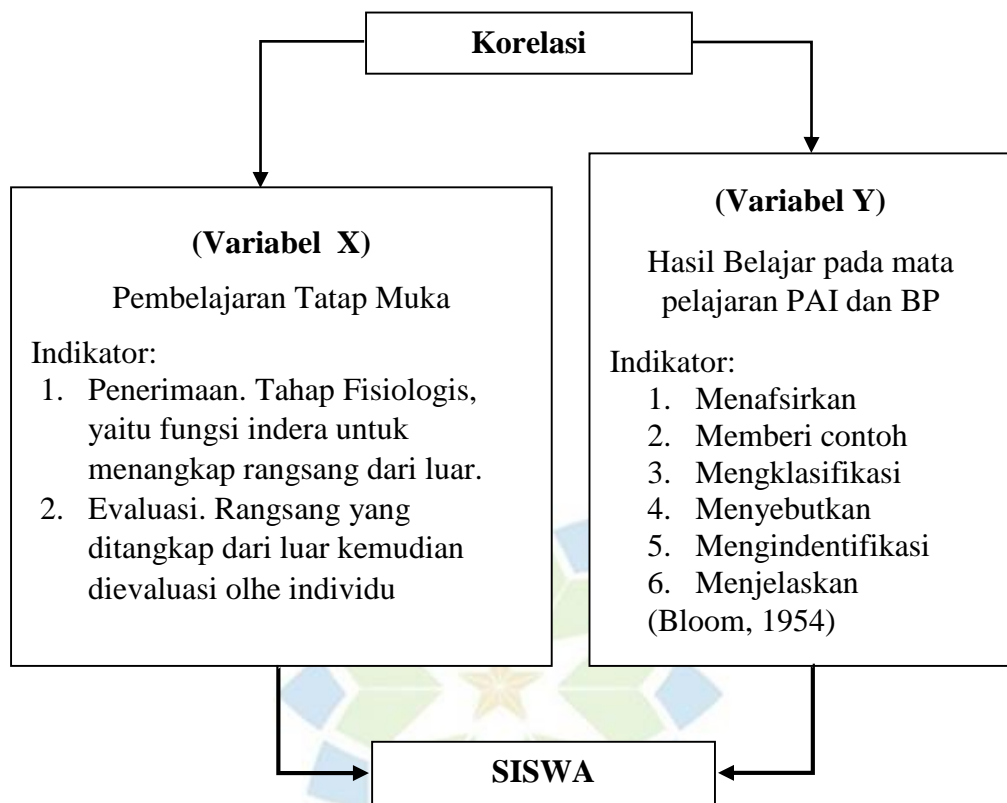 Korelasi
(Variabel X)
Pembelajaran Tatap Muka
Indikator:
1. Penerimaan. Tahap Fisiologis,
yaitu fungsi indera untuk
menangkap rangsang dari luar.
2. Evaluasi. Rangsang yang
ditangkap dari luar kemudian
dievaluasi olhe individu
(Variabel Y)
Hasil Belajar pada mata
pelajaran PAI dan BP
Indikator:
1. Menafsirkan
2. Memberi contoh
3. Mengklasifikasi
4. Menyebutkan
5. Mengindentifikasi
6. Menjelaskan
(Bloom, 1954)
SISWA